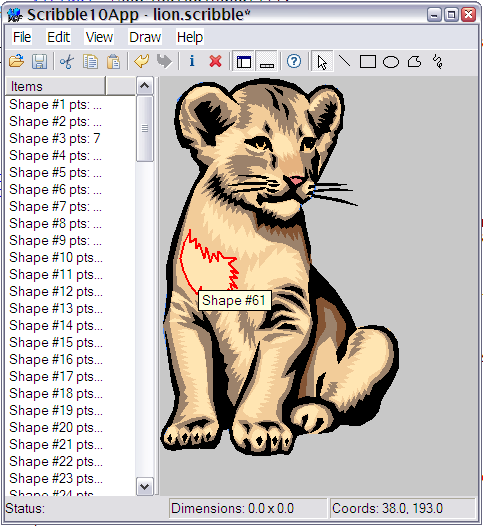 Scribble10App - lion.scribble*
File Edit View Draw Help
Items
Shape #1 pts: ...
Shape #2 pts: ...
Shape #3 pts: 7
Shape #4 pts: ...
Shape #5 pts: ...
Shape #6 pts: ...
Shape #7 pts: ...
Shape #8 pts: ...
Shape #9 pts: ...
Shape #10 pts...
Shape #11 pts...
Shape #12 pts...
Shape #13 pts...
Shape #14 pts...
Shape #15 pts...
Shape #16 pts...
Shape #17 pts...
Shape #18 pts...
Shape #19 pts...
Shape #20 pts...
Shape #21 pts...
Shape #22 pts...
Shape #23 pts...
Shape #24 pts...
Shape #61
Status: Dimensions: 0.0 x 0.0 Coords: 38.0, 193.0